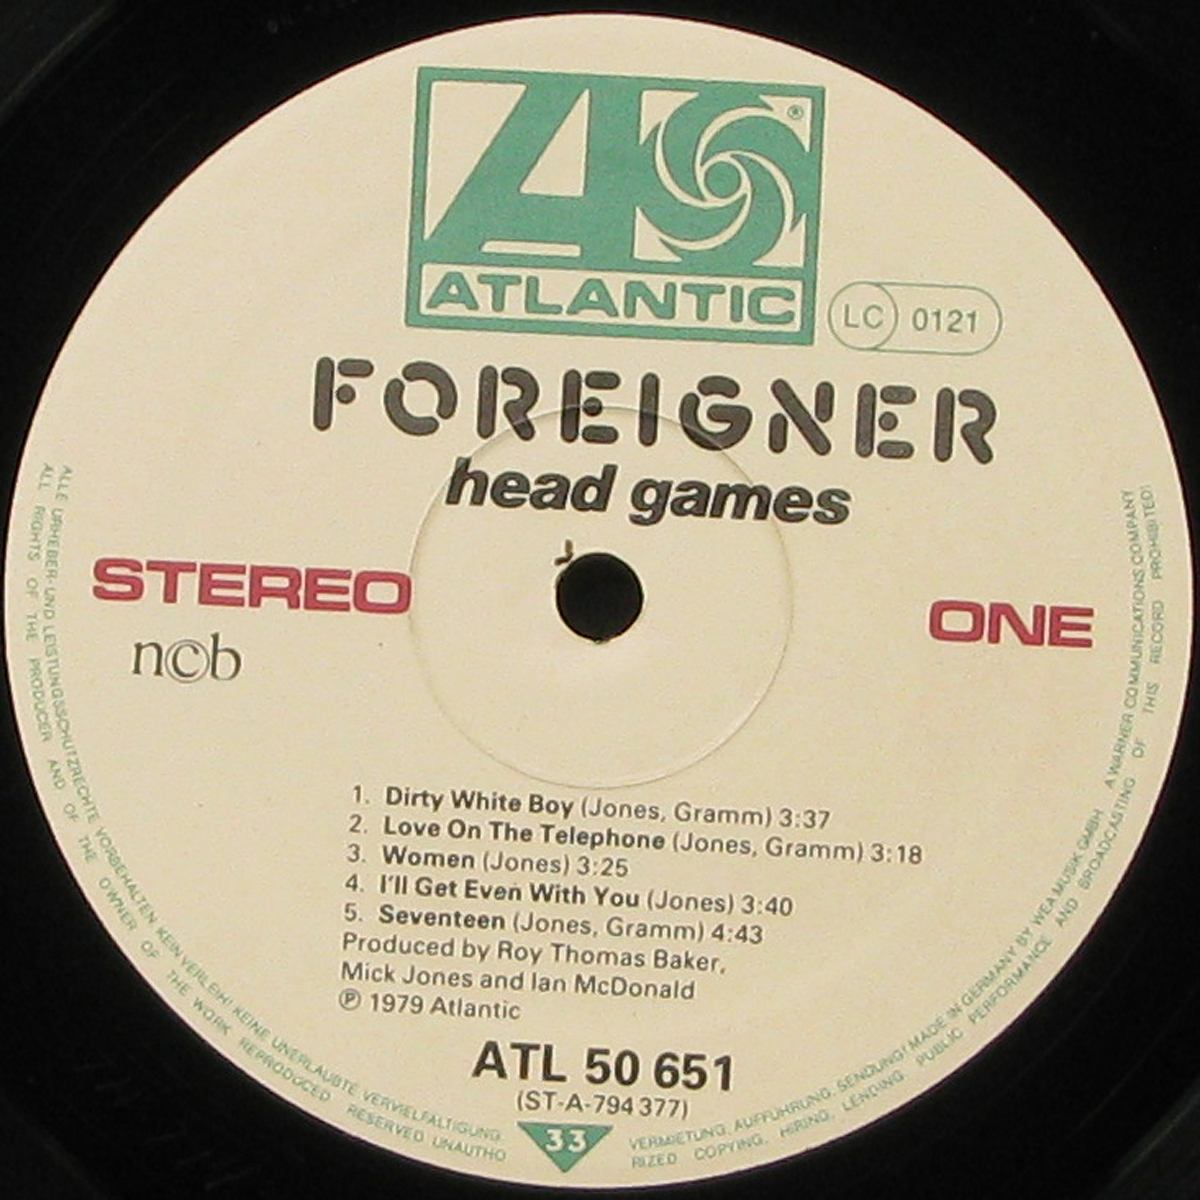 ATLANTIC ®
LC 0121
FOREIGNER
head games
STEREO
ONE
n©b
1. Dirty White Boy (Jones, Gramm) 3:37
2. Love On The Telephone (Jones, Gramm) 3:18
3. Women (Jones) 3:25
4. I'll Get Even With You (Jones) 3:40
5. Seventeen (Jones, Gramm) 4:43
Produced by Roy Thomas Baker,
Mick Jones and Ian McDonald
℗ 1979 Atlantic
ATL 50 651
(ST-A-794 377)
33
ALLE URHEBER- UND LEISTUNGSSCHUTZRECHTE VORBEHALTEN KEIN VERLEIH! KEINE UNERLAUBTE VERVIELFÄLTIGUNG, VERMIETUNG, AUFFÜHRUNG, SENDUNG! MADE IN GERMANY BY WEA MUSIK GMBH A WARNER COMMUNICATIONS COMPANY
ALL RIGHTS OF THE PRODUCER AND OF THE OWNER OF THE WORK REPRODUCED RESERVED UNAUTHORIZED COPYING, HIRING, LENDING PUBLIC PERFORMANCE AND BROADCASTING OF THIS RECORD PROHIBITED!